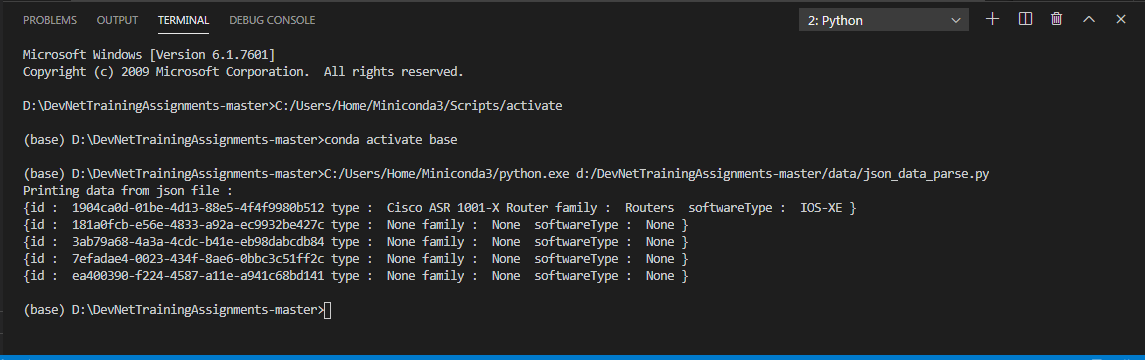 PROBLEMS OUTPUT TERMINAL DEBUG CONSOLE 2: Python
Microsoft Windows [Version 6.1.7601]
Copyright (c) 2009 Microsoft Corporation.  All rights reserved.
D:\DevNetTrainingAssignments-master>C:/Users/Home/Miniconda3/Scripts/activate
(base) D:\DevNetTrainingAssignments-master>conda activate base
(base) D:\DevNetTrainingAssignments-master>C:/Users/Home/Miniconda3/python.exe d:/DevNetTrainingAssignments-master/data/json_data_parse.py
Printing data from json file :
{id :  1904ca0d-01be-4d13-88e5-4f4f9980b512 type :  Cisco ASR 1001-X Router family :  Routers  softwareType :  IOS-XE }
{id :  181a0fcb-e56e-4833-a92a-ec9932be427c type :  None family :  None  softwareType :  None }
{id :  3ab79a68-4a3a-4cdc-b41e-eb98dabcdb84 type :  None family :  None  softwareType :  None }
{id :  7efadae4-0023-434f-8ae6-0bbc3c51ff2c type :  None family :  None  softwareType :  None }
{id :  ea400390-f224-4587-a11e-a941c68bd141 type :  None family :  None  softwareType :  None }
(base) D:\DevNetTrainingAssignments-master>